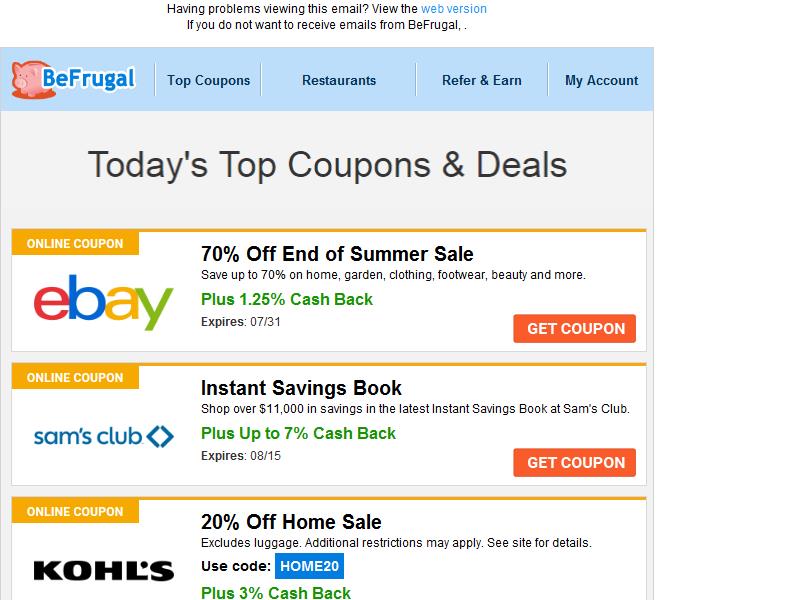 Having problems viewing this email? View the web version
If you do not want to receive emails from BeFrugal, .
BeFrugal
Top Coupons
Restaurants
Refer & Earn
My Account
Today's Top Coupons & Deals
ONLINE COUPON
ebay
70% Off End of Summer Sale
Save up to 70% on home, garden, clothing, footwear, beauty and more.
Plus 1.25% Cash Back
Expires: 07/31
GET COUPON
ONLINE COUPON
sam's club
Instant Savings Book
Shop over $11,000 in savings in the latest Instant Savings Book at Sam's Club.
Plus Up to 7% Cash Back
Expires: 08/15
GET COUPON
ONLINE COUPON
KOHL'S
20% Off Home Sale
Excludes luggage. Additional restrictions may apply. See site for details.
Use code: HOME20
Plus 3% Cash Back